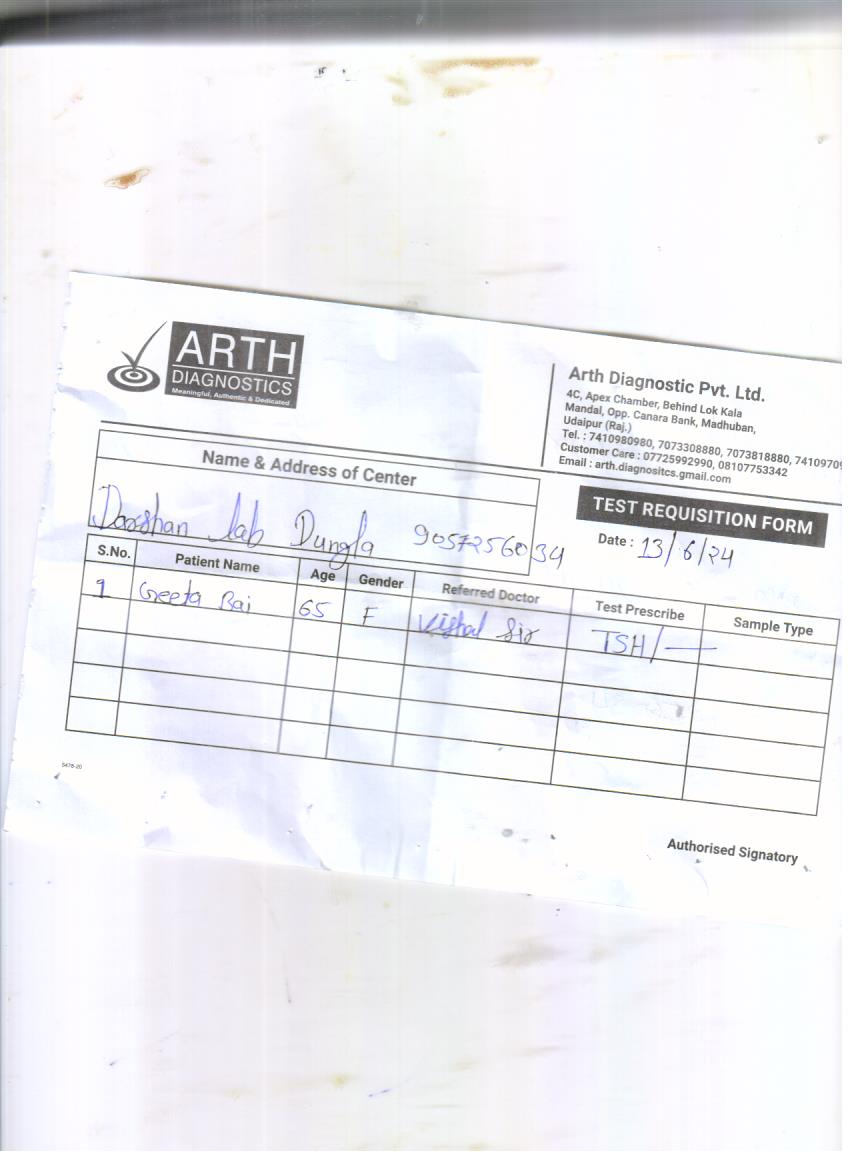 ARTH
DIAGNOSTICS
Meaningful, Authentic & Dedicated
Arth Diagnostic Pvt. Ltd.
4C, Apex Chamber, Behind Lok Kala
Mandal, Opp. Canara Bank, Madhuban,
Udaipur (Raj.)
Tel. : 7410980980, 7073308880, 7073818880, 7410970
Customer Care : 07725992990, 08107753342
Email : arth.diagnositcs.gmail.com
Name & Address of Center
TEST REQUISITION FORM
Darshan lab Dungla 9057256034
Date : 13/6/24
S.No. Patient Name Age Gender Referred Doctor Test Prescribe Sample Type
1 Geeta Bai 65 F Vishal Sir TSH/
5478-20
Authorised Signatory